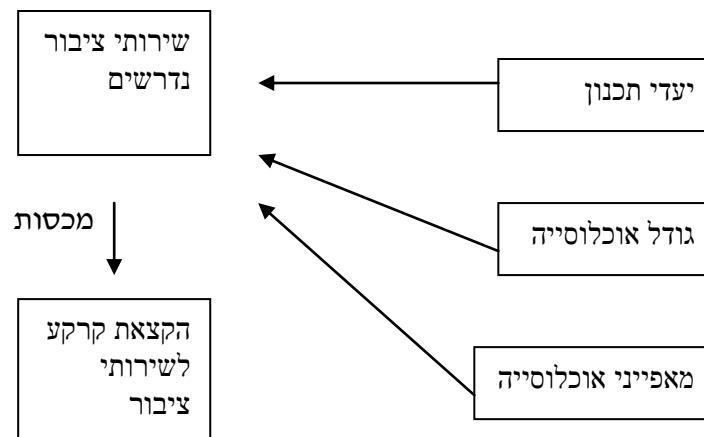 שירותי ציבור
נדרשים
יעדי תכנון
גודל אוכלוסייה
מכסות
הקצאת קרקע
לשירותי
ציבור
מאפייני אוכלוסייה